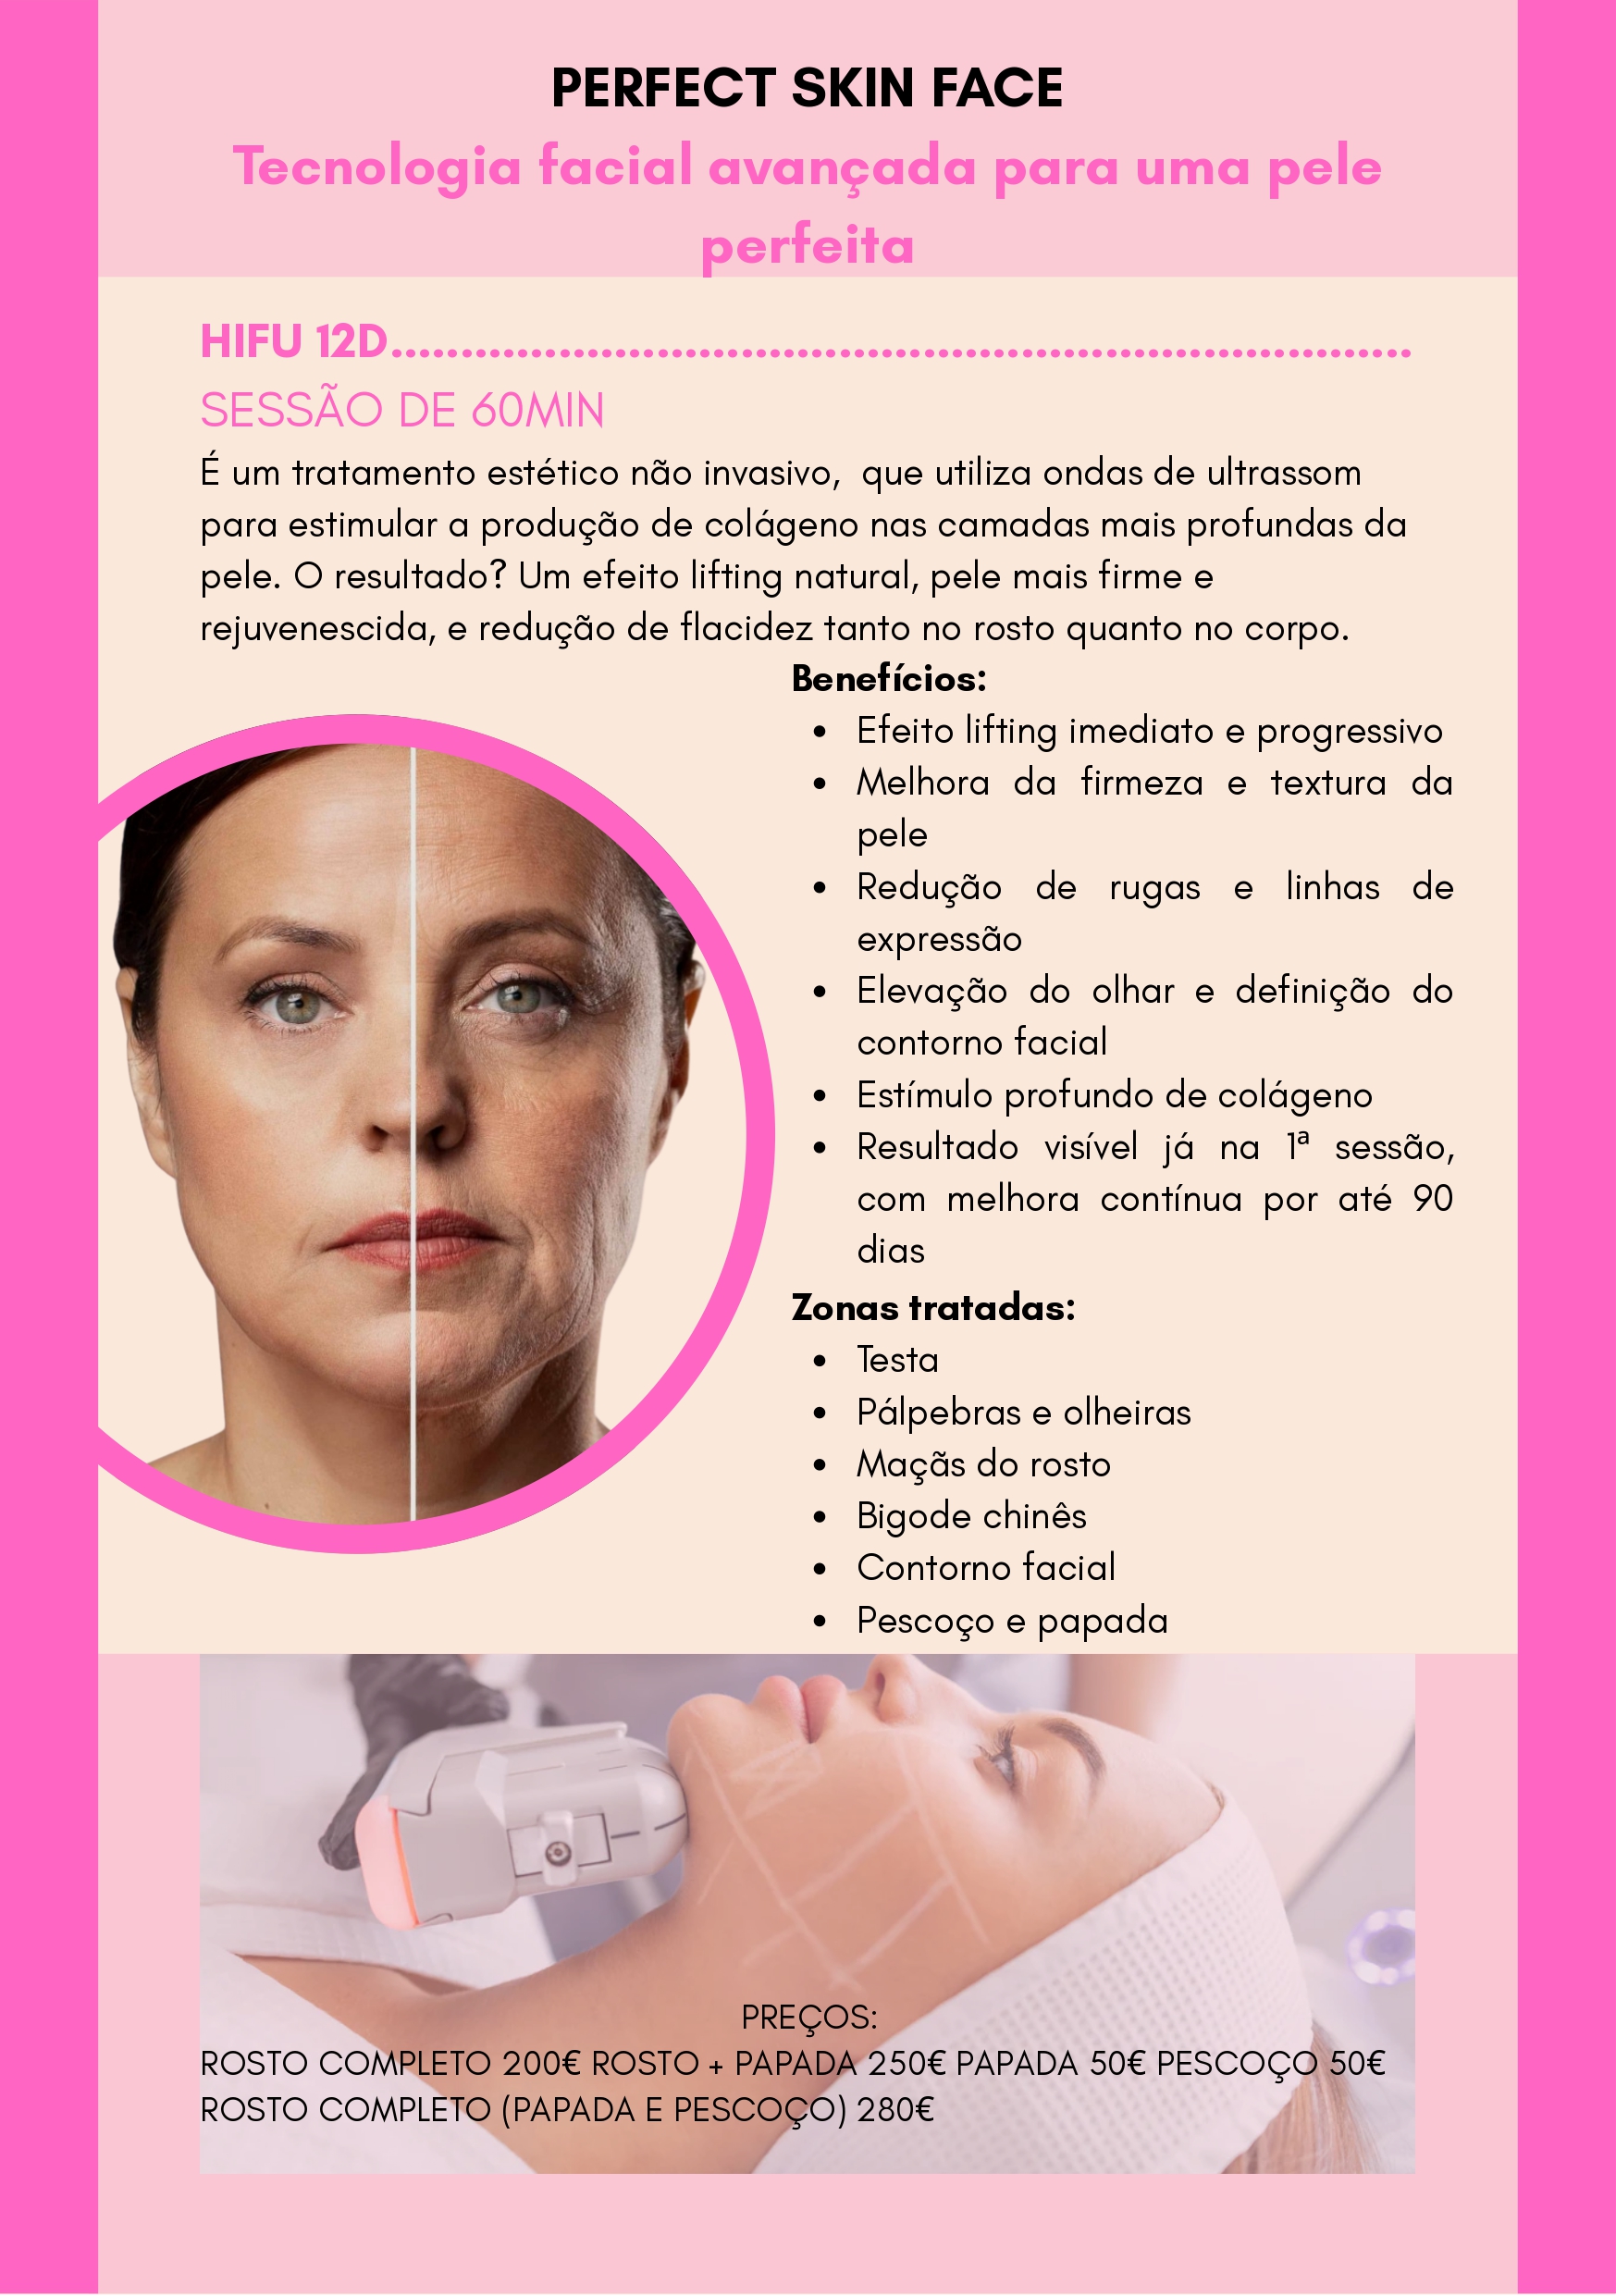 PERFECT SKIN FACE
Tecnologia facial avançada para uma pele
perfeita
HIFU 12D.........................................................................
SESSÃO DE 60MIN
É um tratamento estético não invasivo,  que utiliza ondas de ultrassom
para estimular a produção de colágeno nas camadas mais profundas da
pele. O resultado? Um efeito lifting natural, pele mais firme e
rejuvenescida, e redução de flacidez tanto no rosto quanto no corpo.
Benefícios:
• Efeito lifting imediato e progressivo
• Melhora da firmeza e textura da
pele
• Redução de rugas e linhas de
expressão
• Elevação do olhar e definição do
contorno facial
• Estímulo profundo de colágeno
• Resultado visível já na 1ª sessão,
com melhora contínua por até 90
dias
Zonas tratadas:
• Testa
• Pálpebras e olheiras
• Maçãs do rosto
• Bigode chinês
• Contorno facial
• Pescoço e papada
PREÇOS:
ROSTO COMPLETO 200€ ROSTO + PAPADA 250€ PAPADA 50€ PESCOÇO 50€
ROSTO COMPLETO (PAPADA E PESCOÇO) 280€